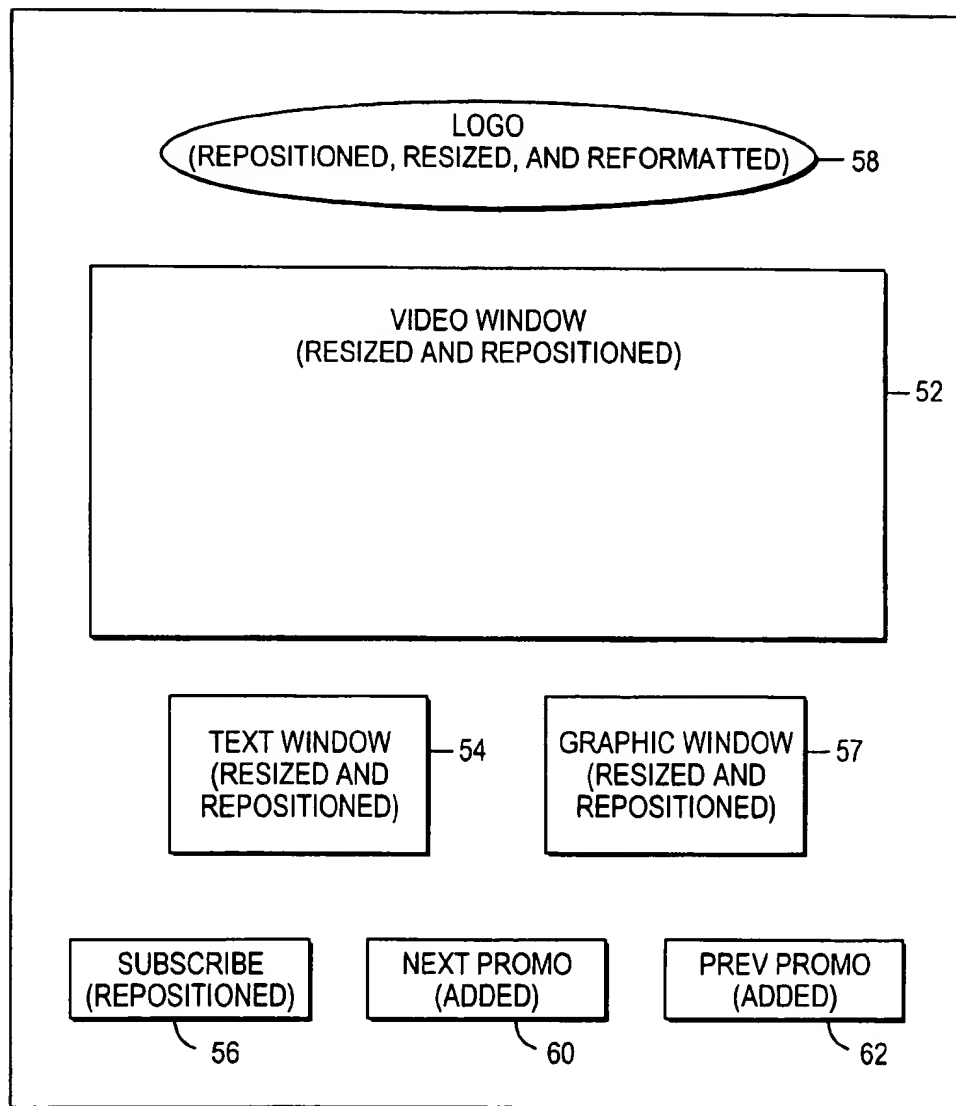 LOGO
(REPOSITIONED, RESIZED, AND REFORMATTED)
58
VIDEO WINDOW
(RESIZED AND REPOSITIONED)
52
TEXT WINDOW
(RESIZED AND
REPOSITIONED)
54
GRAPHIC WINDOW
(RESIZED AND
REPOSITIONED)
57
SUBSCRIBE
(REPOSITIONED)
56
NEXT PROMO
(ADDED)
60
PREV PROMO
(ADDED)
62